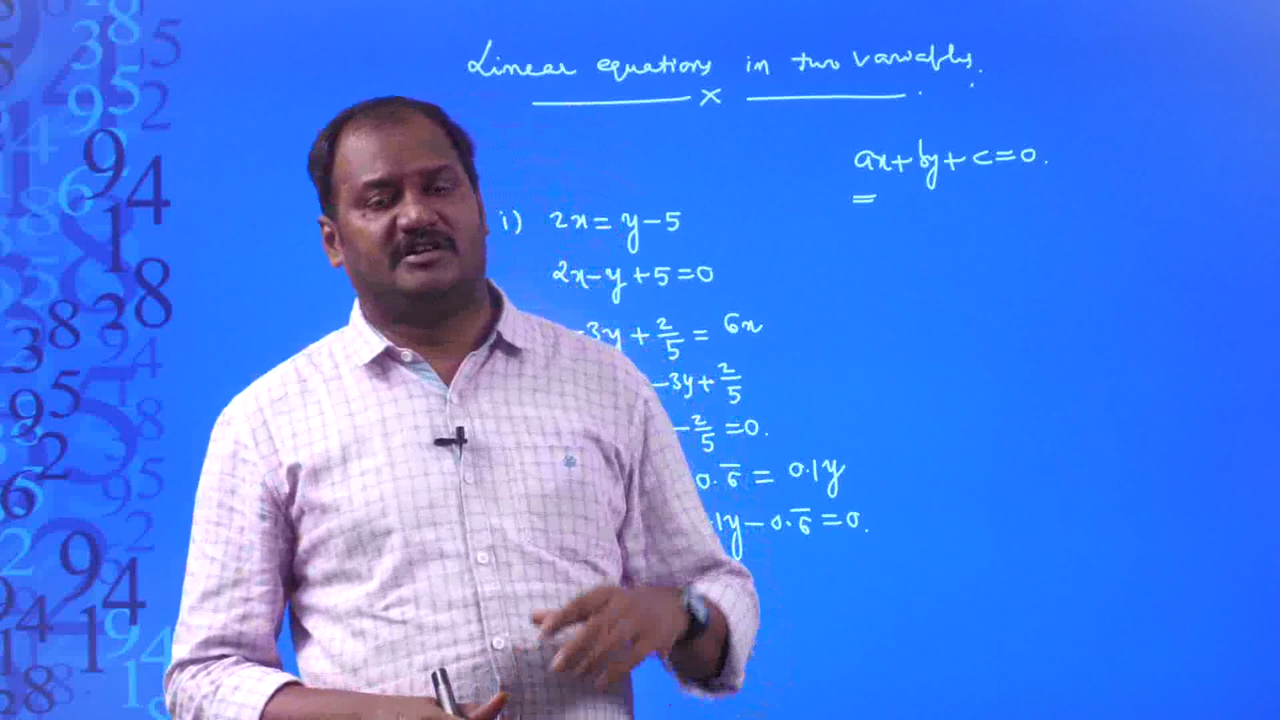 Linear equations in two variables.
ax+by+c=0.
i) 2x=y-5
2x-y+5=0
-3y+2/5=6x
-3y+2/5
-2/5=0.
0.6̅=0.1y
1y-0.6̅=0.